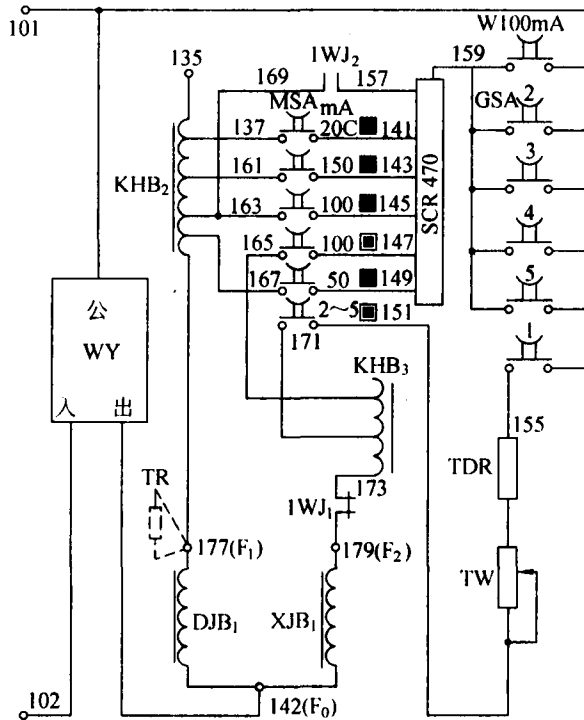 101
135
169 1WJ₂ 157
159
W100mA
MSA mA
GSA 2
137 20C 141
KHB₂
161 150 143
3
163 100 145
SCR 470
165 100 147
4
167 50 149
2～5 151
5
171
1
公
WY
入 出
KHB₃
155
TR
173
TDR
1WJ₁
177(F₁)
179(F₂)
TW
DJB₁
XJB₁
102
142(F₀)